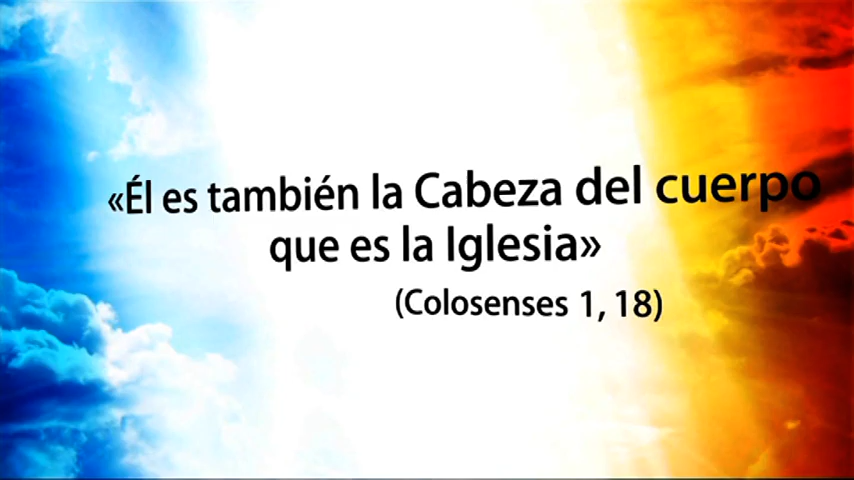 «Él es también la Cabeza del cuerpo
que es la Iglesia»
(Colosenses 1, 18)